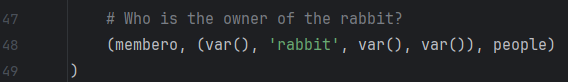 47 # Who is the owner of the rabbit?
48 (membero, (var(), 'rabbit', var(), var()), people)
49 )